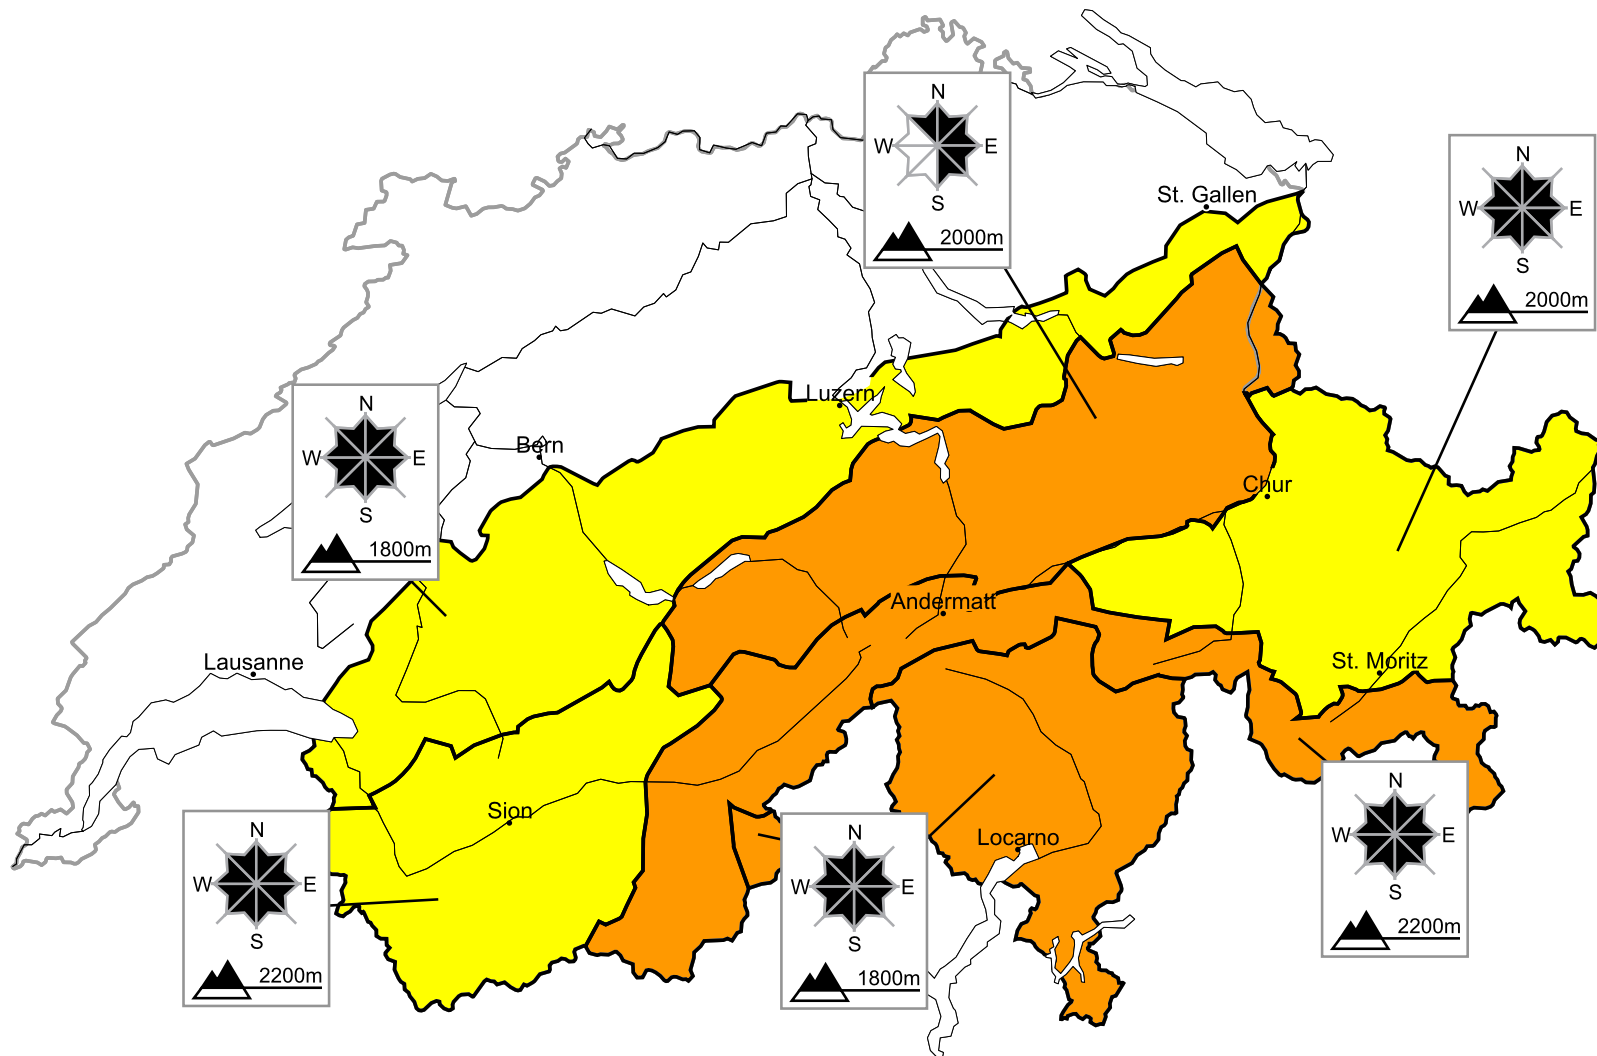 N
W E
S
2000m
St. Gallen
N
W E
S
2000m
Luzern
N
W E
S
1800m
Bern
Chur
Andermatt
Lausanne
St. Moritz
Sion
Locarno
N
W E
S
2200m
N
W E
S
1800m
N
W E
S
2200m